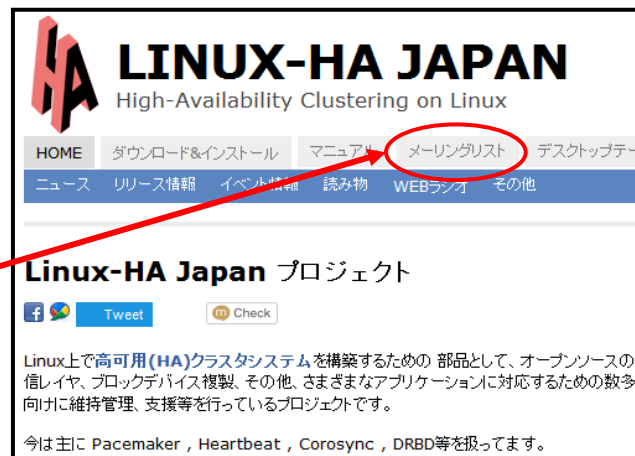 HA
LINUX-HA JAPAN
High-Availability Clustering on Linux
HOME ダウンロード&インストール マニュアル メーリングリスト デスクトップテー
ニュース リリース情報 イベント情報 読み物 WEBラジオ その他
Linux-HA Japan プロジェクト
f Tweet m Check
Linux上で高可用(HA)クラスタシステムを構築するための 部品として、オープンソースの
信レイヤ、ブロックデバイス複製、その他、さまざまなアプリケーションに対応するための数多
向けに維持管理、支援等を行っているプロジェクトです。
今は主に Pacemaker , Heartbeat , Corosync , DRBD等を扱ってます。